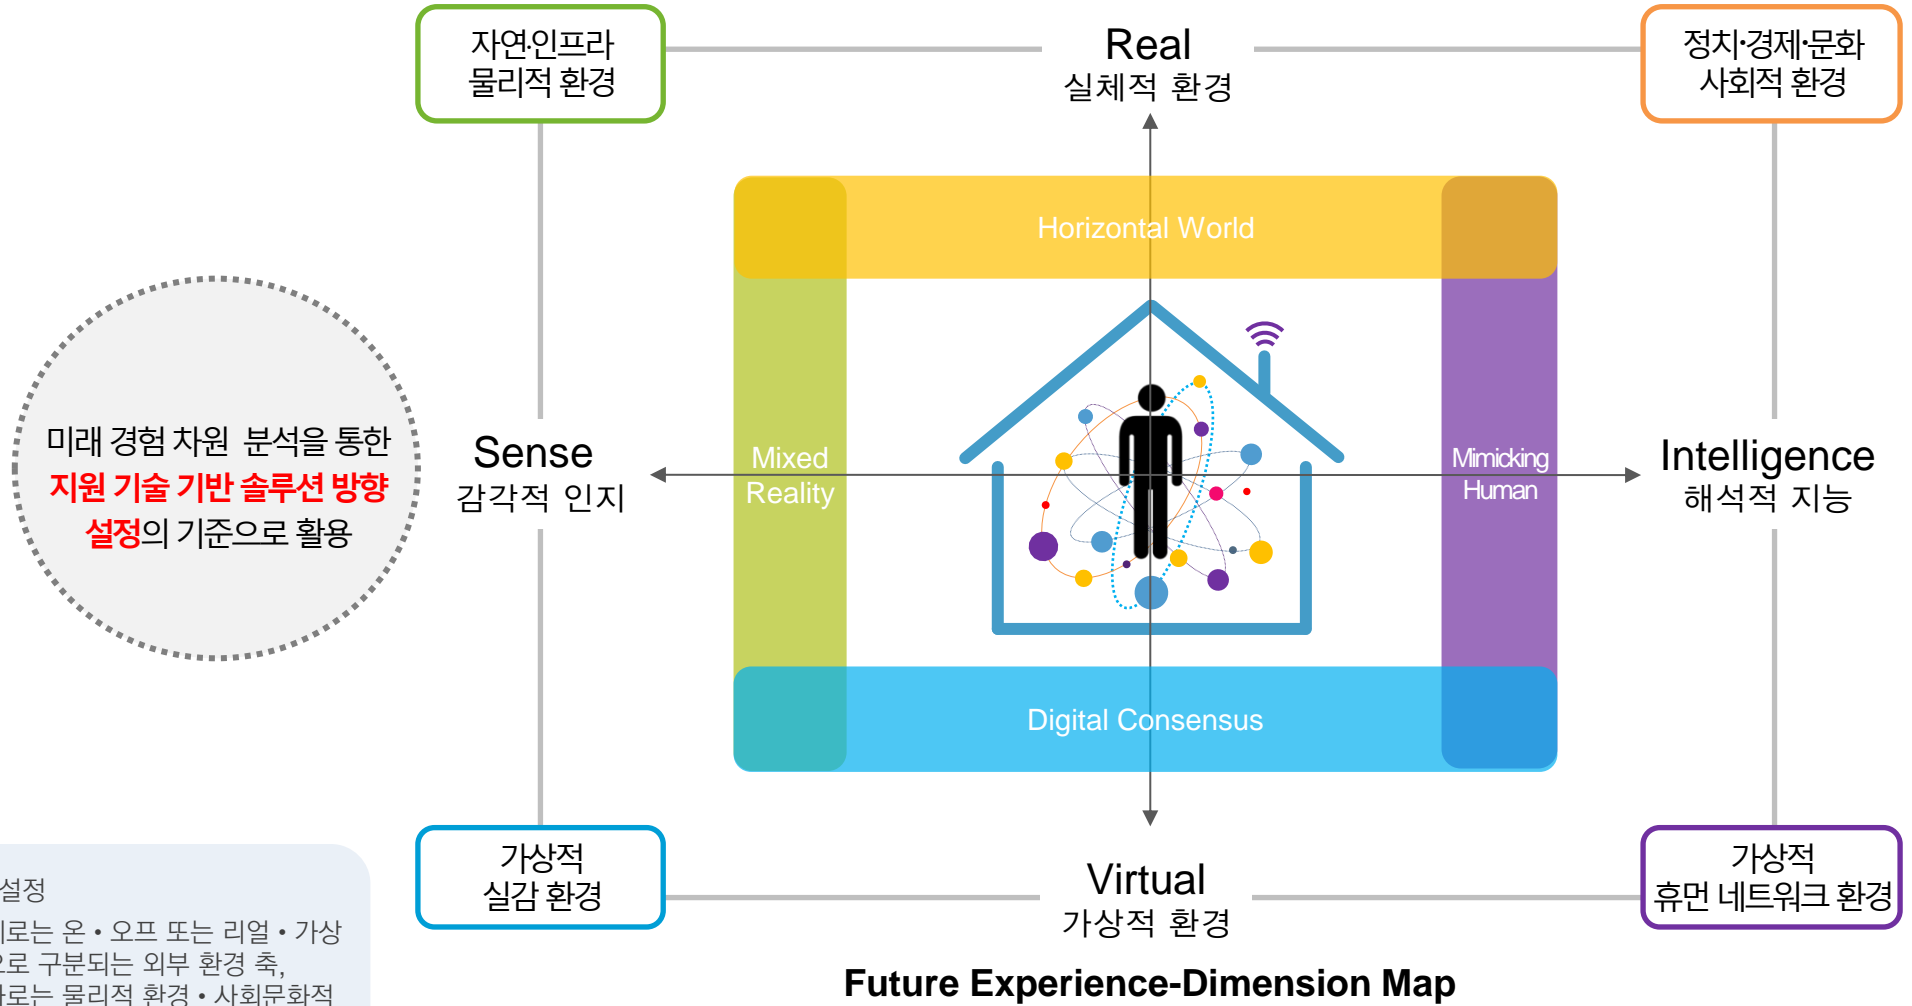 자연·인프라
물리적 환경
Real
실체적 환경
정치·경제·문화
사회적 환경
Horizontal World
미래 경험 차원 분석을 통한
지원 기술 기반 솔루션 방향
설정의 기준으로 활용
Sense
감각적 인지
Mixed
Reality
Mimicking
Human
Intelligence
해석적 지능
Digital Consensus
가상적
실감 환경
Virtual
가상적 환경
가상적
휴먼 네트워크 환경
설정
온 • 오프 또는 리얼 • 가상
구분되는 외부 환경 축,
물리적 환경 • 사회문화적
Future Experience-Dimension Map